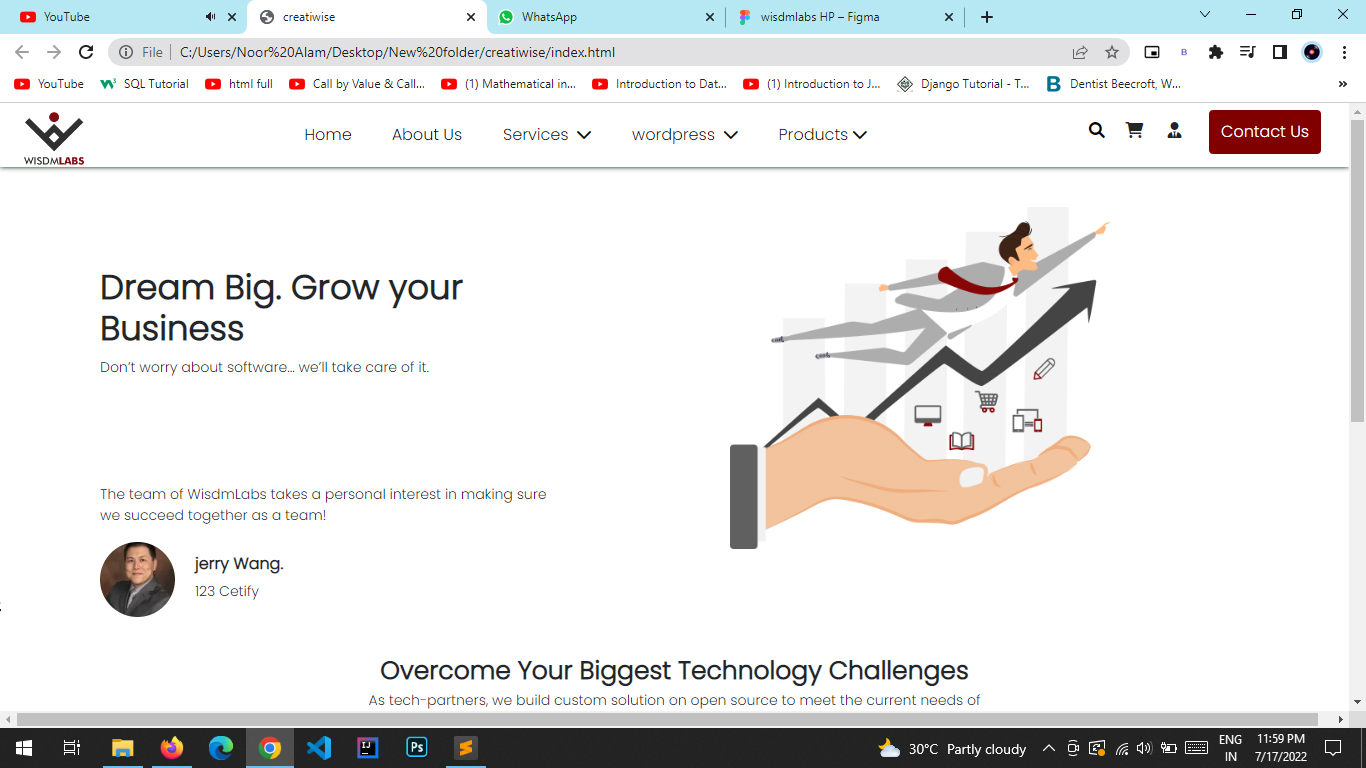 YouTube
creatiwise
WhatsApp
wisdmlabs HP – Figma
File
C:/Users/Noor%20Alam/Desktop/New%20folder/creatiwise/index.html
B
YouTube
SQL Tutorial
html full
Call by Value & Call...
(1) Mathematical in...
Introduction to Dat...
(1) Introduction to J...
Django Tutorial - T...
B
Dentist Beecroft, W...
»
WISDMLABS
Home
About Us
Services
wordpress
Products
Contact Us
Dream Big. Grow your
Business
Don’t worry about software… we’ll take care of it.
The team of WisdmLabs takes a personal interest in making sure
we succeed together as a team!
jerry Wang.
123 Cetify
Overcome Your Biggest Technology Challenges
As tech-partners, we build custom solution on open source to meet the current needs of
IJ
Ps
30°C Partly cloudy
ENG
IN
11:59 PM
7/17/2022